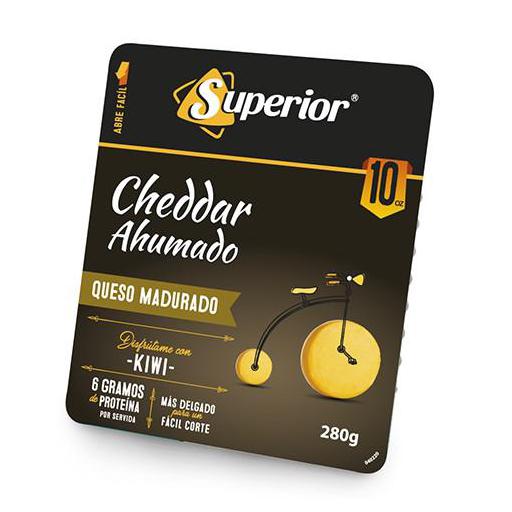 ABRE FACÍL
Superior®
10
OZ
Cheddar
Ahumado
QUESO MADURADO
Disfrútame con
-KIWI-
6 GRAMOS
de PROTEÍNA
POR SERVIDA
MÁS DELGADO
para un
FÁCIL CORTE
280g